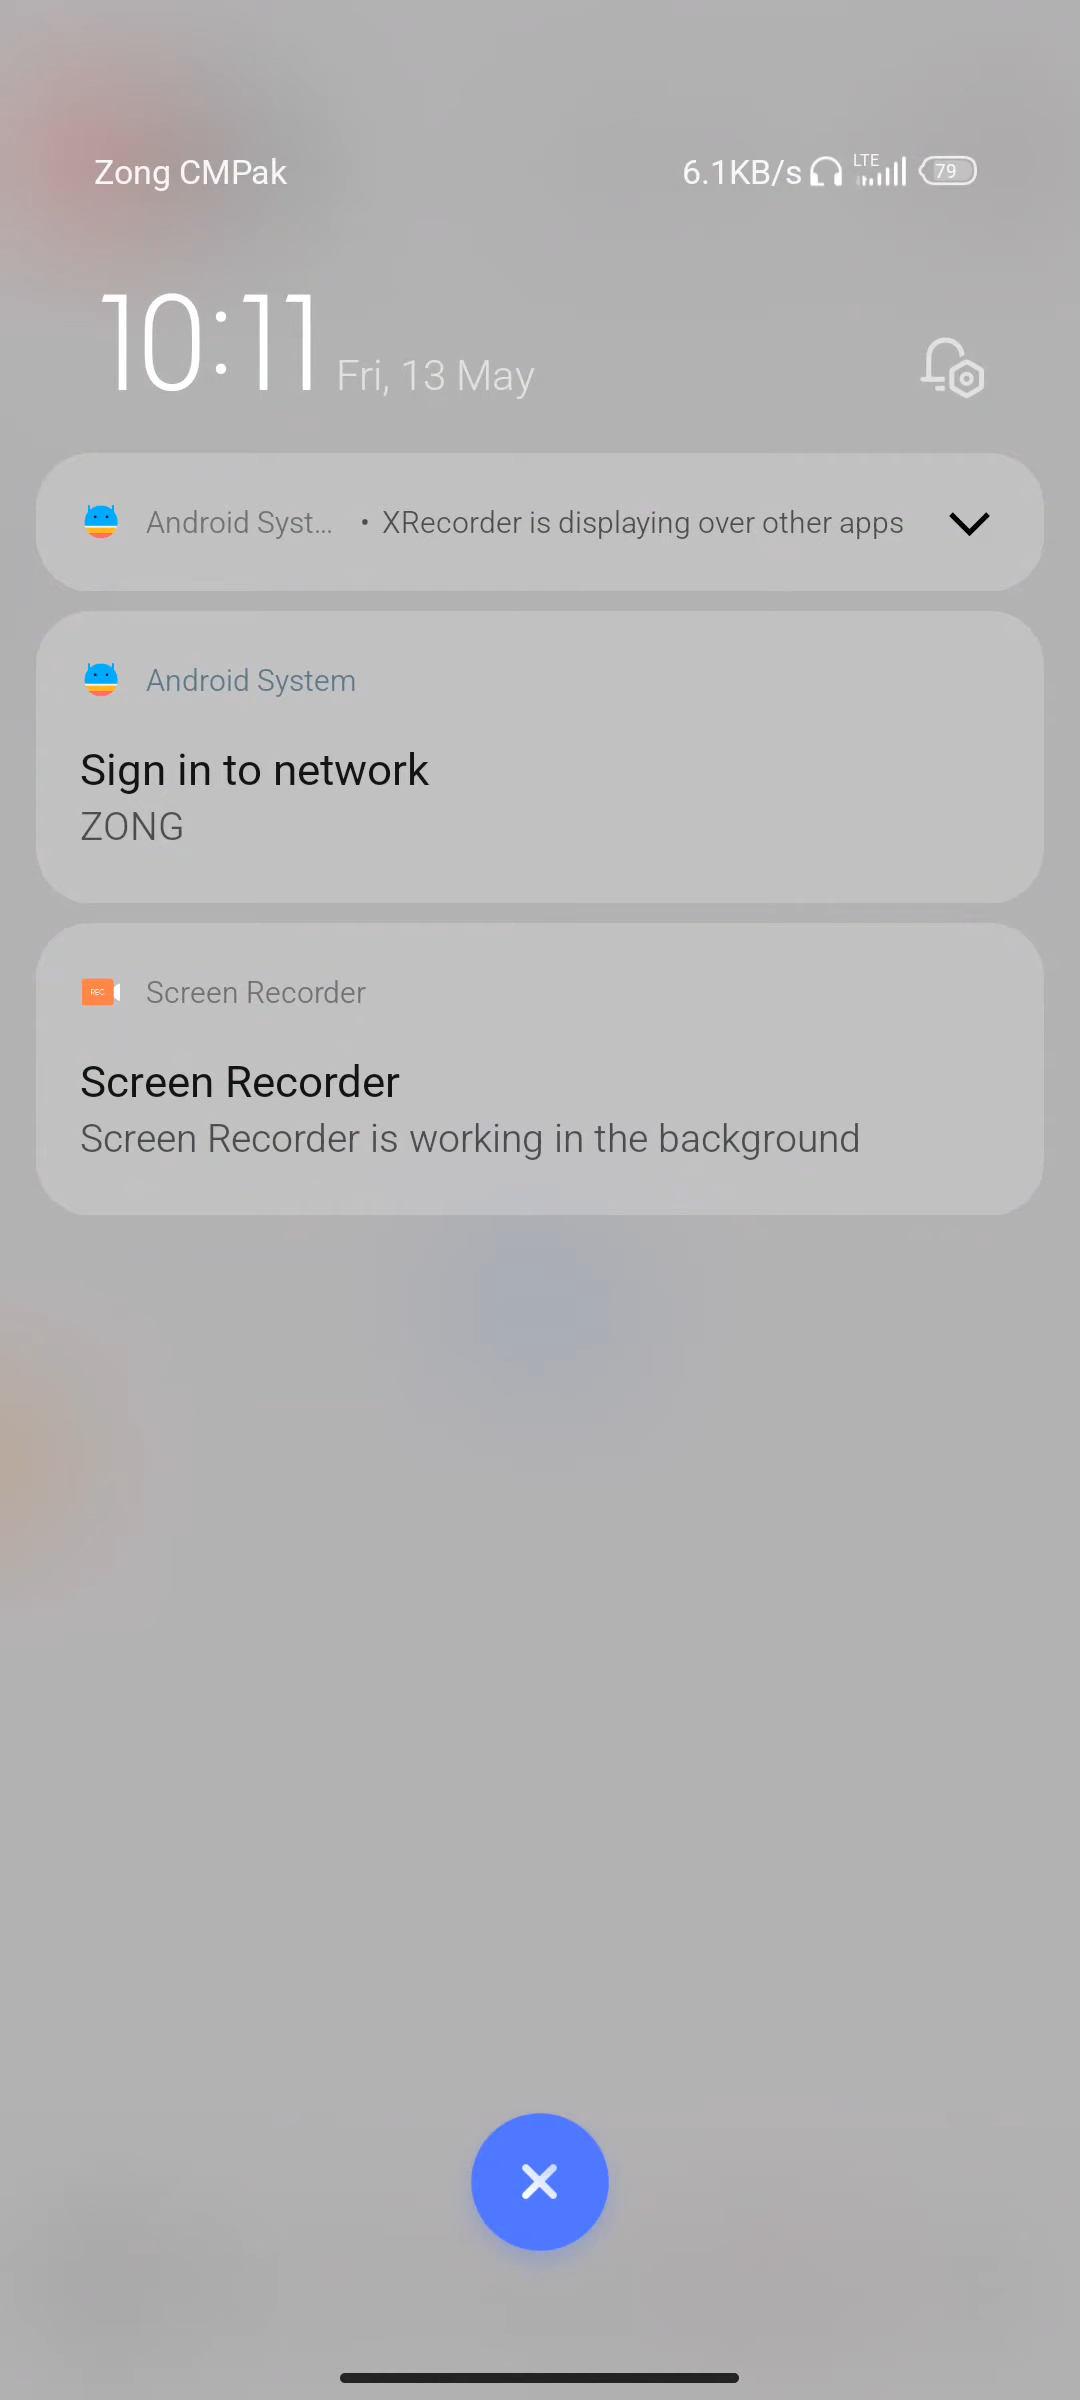 Zong CMPak 6.1KB/s LTE 79
10:11 Fri, 13 May
Android Syst... • XRecorder is displaying over other apps
Android System
Sign in to network
ZONG
REC Screen Recorder
Screen Recorder
Screen Recorder is working in the background